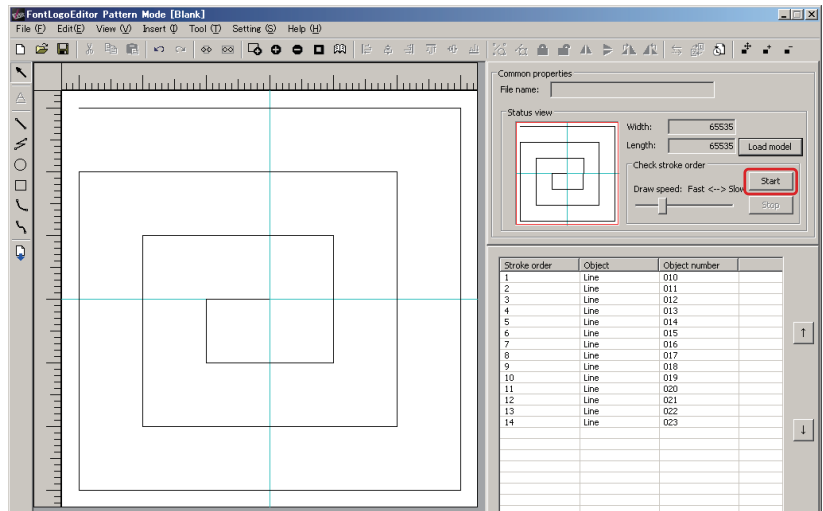 FontLogoEditor Pattern Mode [Blank]
File (F) Edit(E) View (V) Insert (I) Tool (T) Setting (S) Help (H)
Common properties
File name:
Status view
Width: 65535
Length: 65535 Load model
Check stroke order
Start
Draw speed: Fast <--> Slow
Stop
Stroke order Object Object number
1 Line 010
2 Line 011
3 Line 012
4 Line 013
5 Line 014
6 Line 015
7 Line 016
8 Line 017
9 Line 018
10 Line 019
11 Line 020
12 Line 021
13 Line 022
14 Line 023
↑
↓